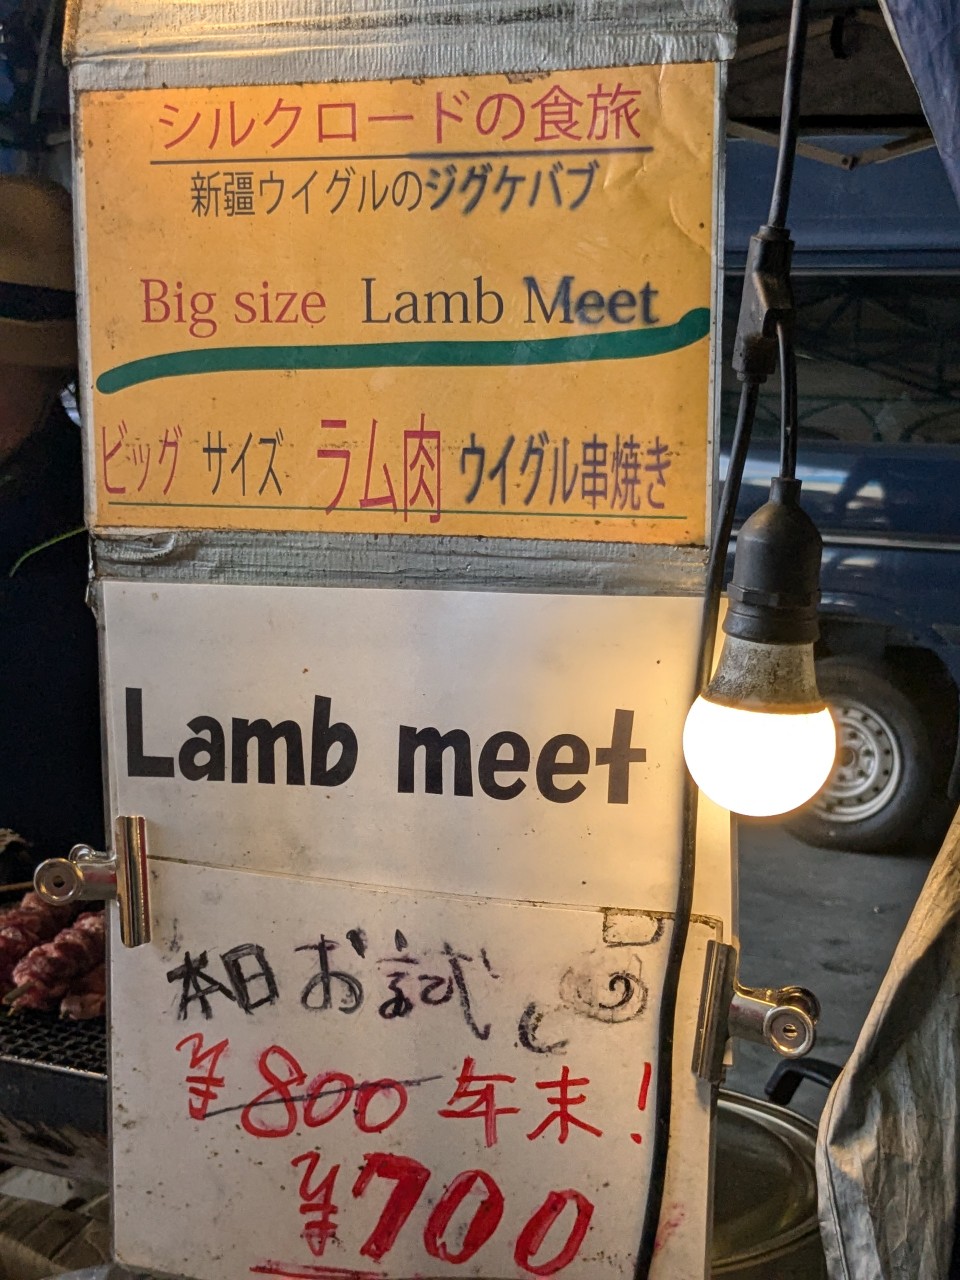 シルクロードの食旅
新疆ウイグルのジグケバブ
Big size Lamb Meet
ビッグ サイズ ラム肉 ウイグル串焼き
Lamb meet
本日お試し
¥800 年末!
¥700